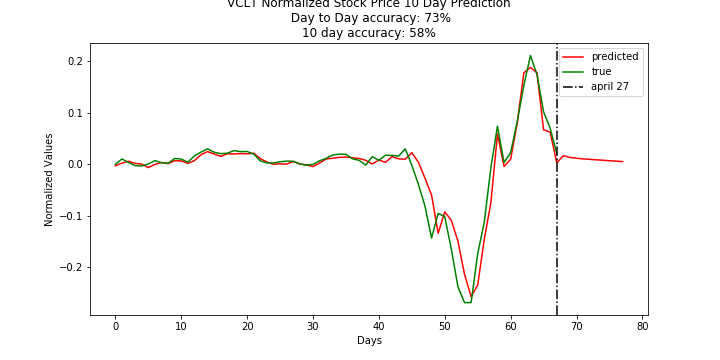 VCLT Normalized Stock Price 10 Day Prediction
Day to Day accuracy: 73%
10 day accuracy: 58%
predicted
true
april 27
Normalized Values
0.2
0.1
0.0
−0.1
−0.2
0 10 20 30 40 50 60 70 80
Days